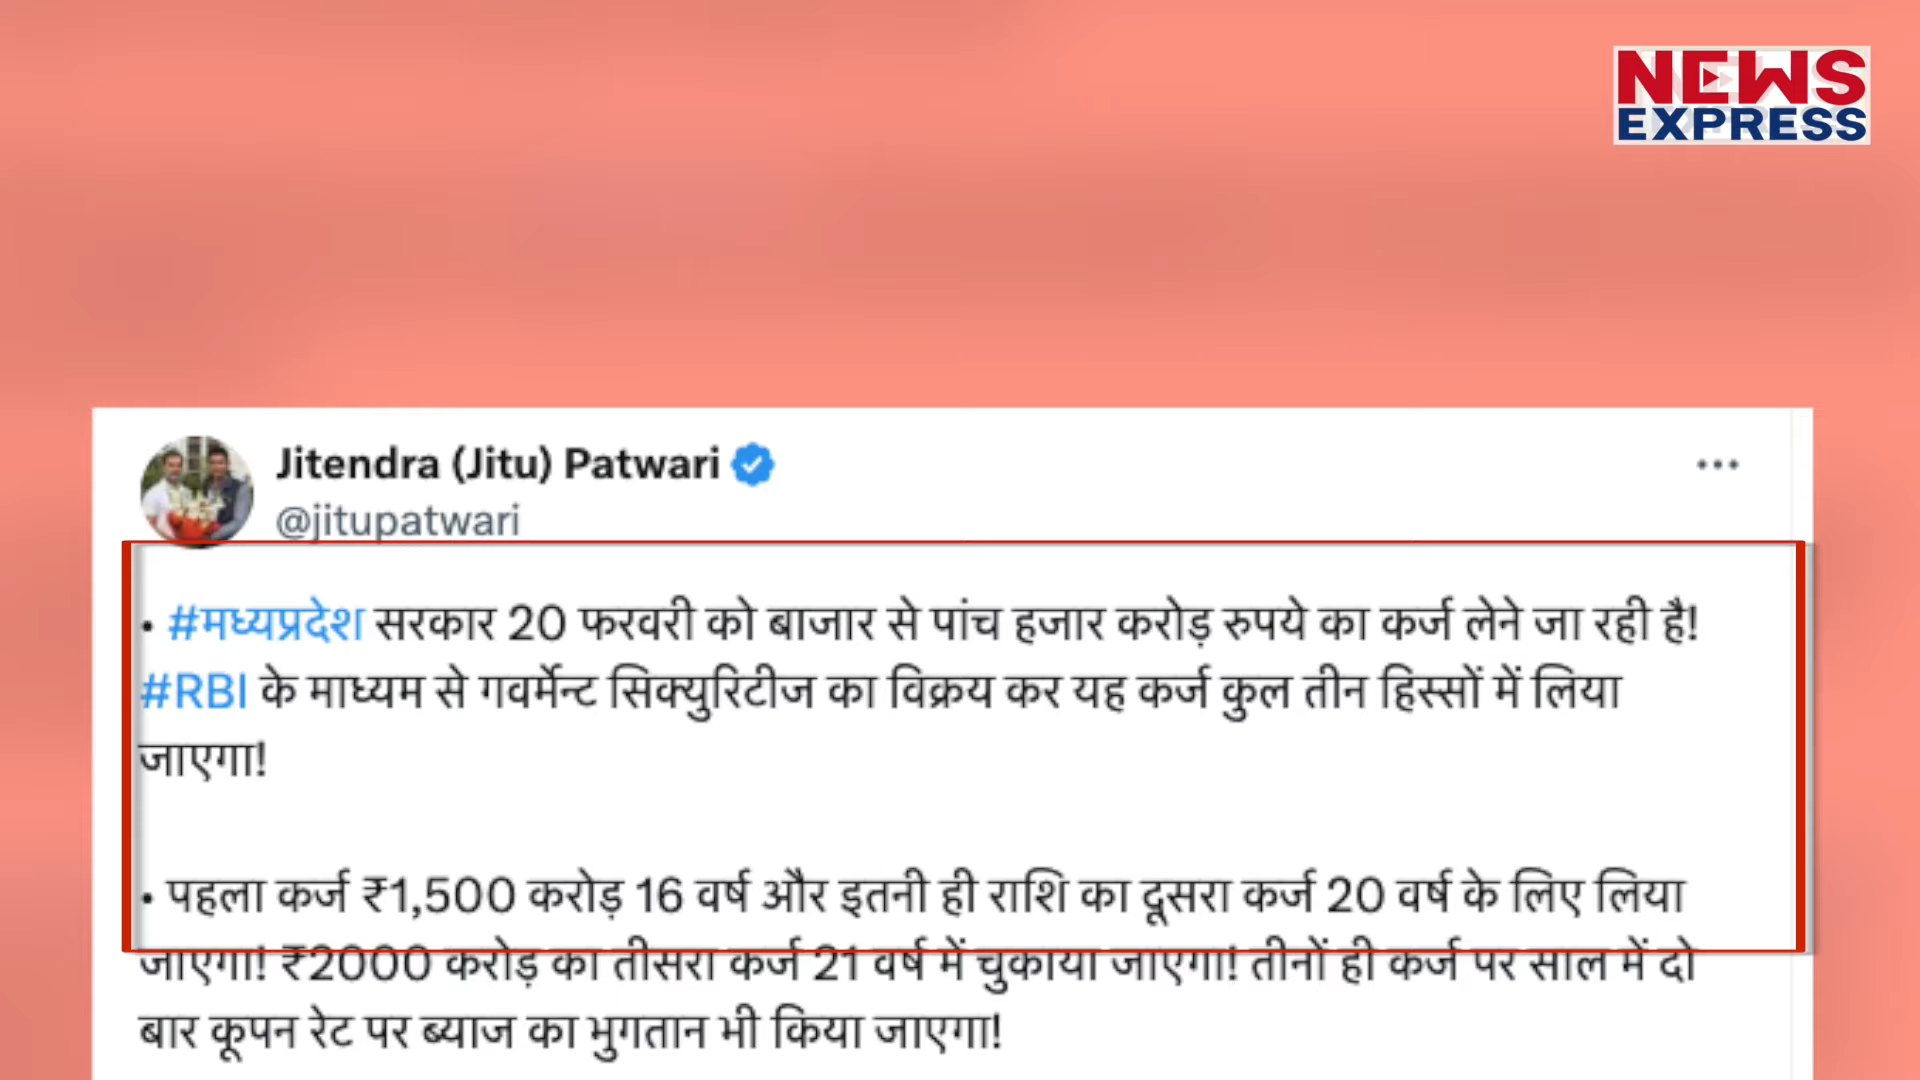 NEWS
EXPRESS
Jitendra (Jitu) Patwari
@jitupatwari
• #मध्यप्रदेश सरकार 20 फरवरी को बाजार से पांच हजार करोड़ रुपये का कर्ज लेने जा रही है!
#RBI के माध्यम से गवर्मेन्ट सिक्युरिटीज का विक्रय कर यह कर्ज कुल तीन हिस्सों में लिया
जाएगा!
• पहला कर्ज ₹1,500 करोड़ 16 वर्ष और इतनी ही राशि का दूसरा कर्ज 20 वर्ष के लिए लिया
जाएगा! ₹2000 करोड़ का तीसरा कर्ज 21 वर्ष में चुकाया जाएगा! तीनों ही कर्ज पर साल में दो
बार कूपन रेट पर ब्याज का भुगतान भी किया जाएगा!